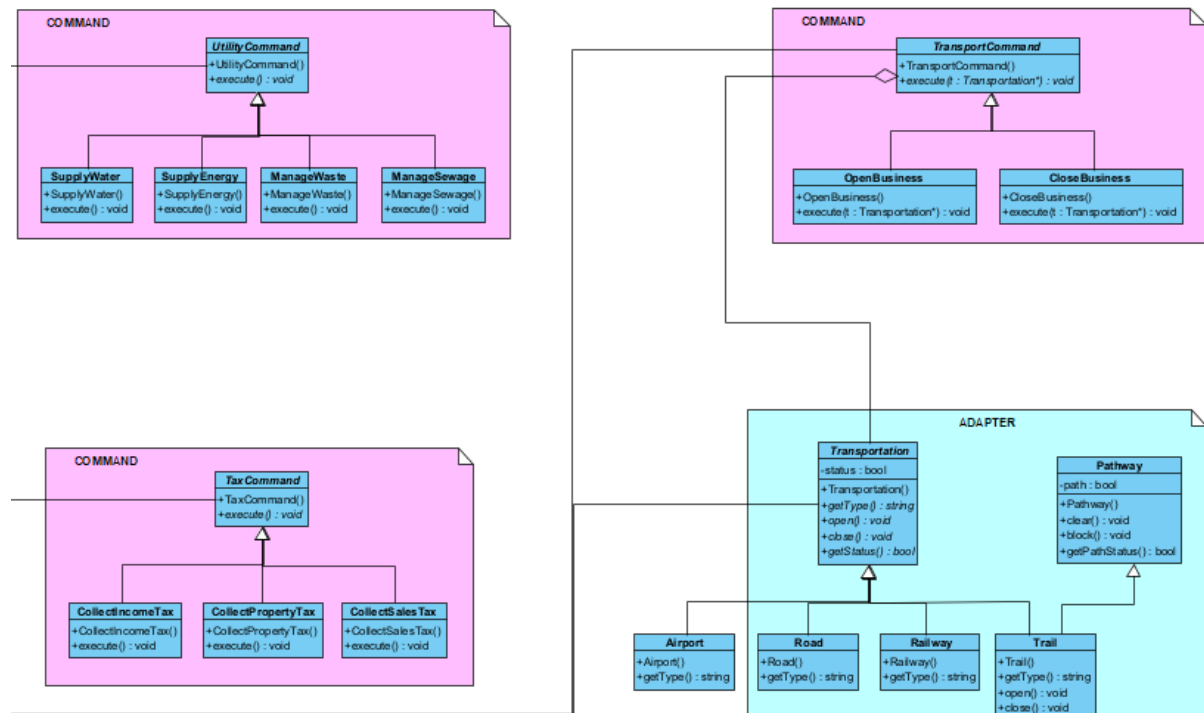 COMMAND
UtilityCommand
+UtilityCommand()
+execute() : void
SupplyWater
+SupplyWater()
+execute() : void
SupplyEnergy
+SupplyEnergy()
+execute() : void
ManageWaste
+ManageWaste()
+execute() : void
ManageSewage
+ManageSewage()
+execute() : void
COMMAND
TransportCommand
+TransportCommand()
+execute(t : Transportation*) : void
OpenBusiness
+OpenBusiness()
+execute(t : Transportation*) : void
CloseBusiness
+CloseBusiness()
+execute(t : Transportation*) : void
COMMAND
TaxCommand
+TaxCommand()
+execute() : void
CollectIncomeTax
+CollectIncomeTax()
+execute() : void
CollectPropertyTax
+CollectPropertyTax()
+execute() : void
CollectSalesTax
+CollectSalesTax()
+execute() : void
ADAPTER
Transportation
-status : bool
+Transportation()
+getType() : string
+open() : void
+close() : void
+getStatus() : bool
Pathway
-path : bool
+Pathway()
+clear() : void
+block() : void
+getPathStatus() : bool
Airport
+Airport()
+getType() : string
Road
+Road()
+getType() : string
Railway
+Railway()
+getType() : string
Trail
+Trail()
+getType() : string
+open() : void
+close() : void